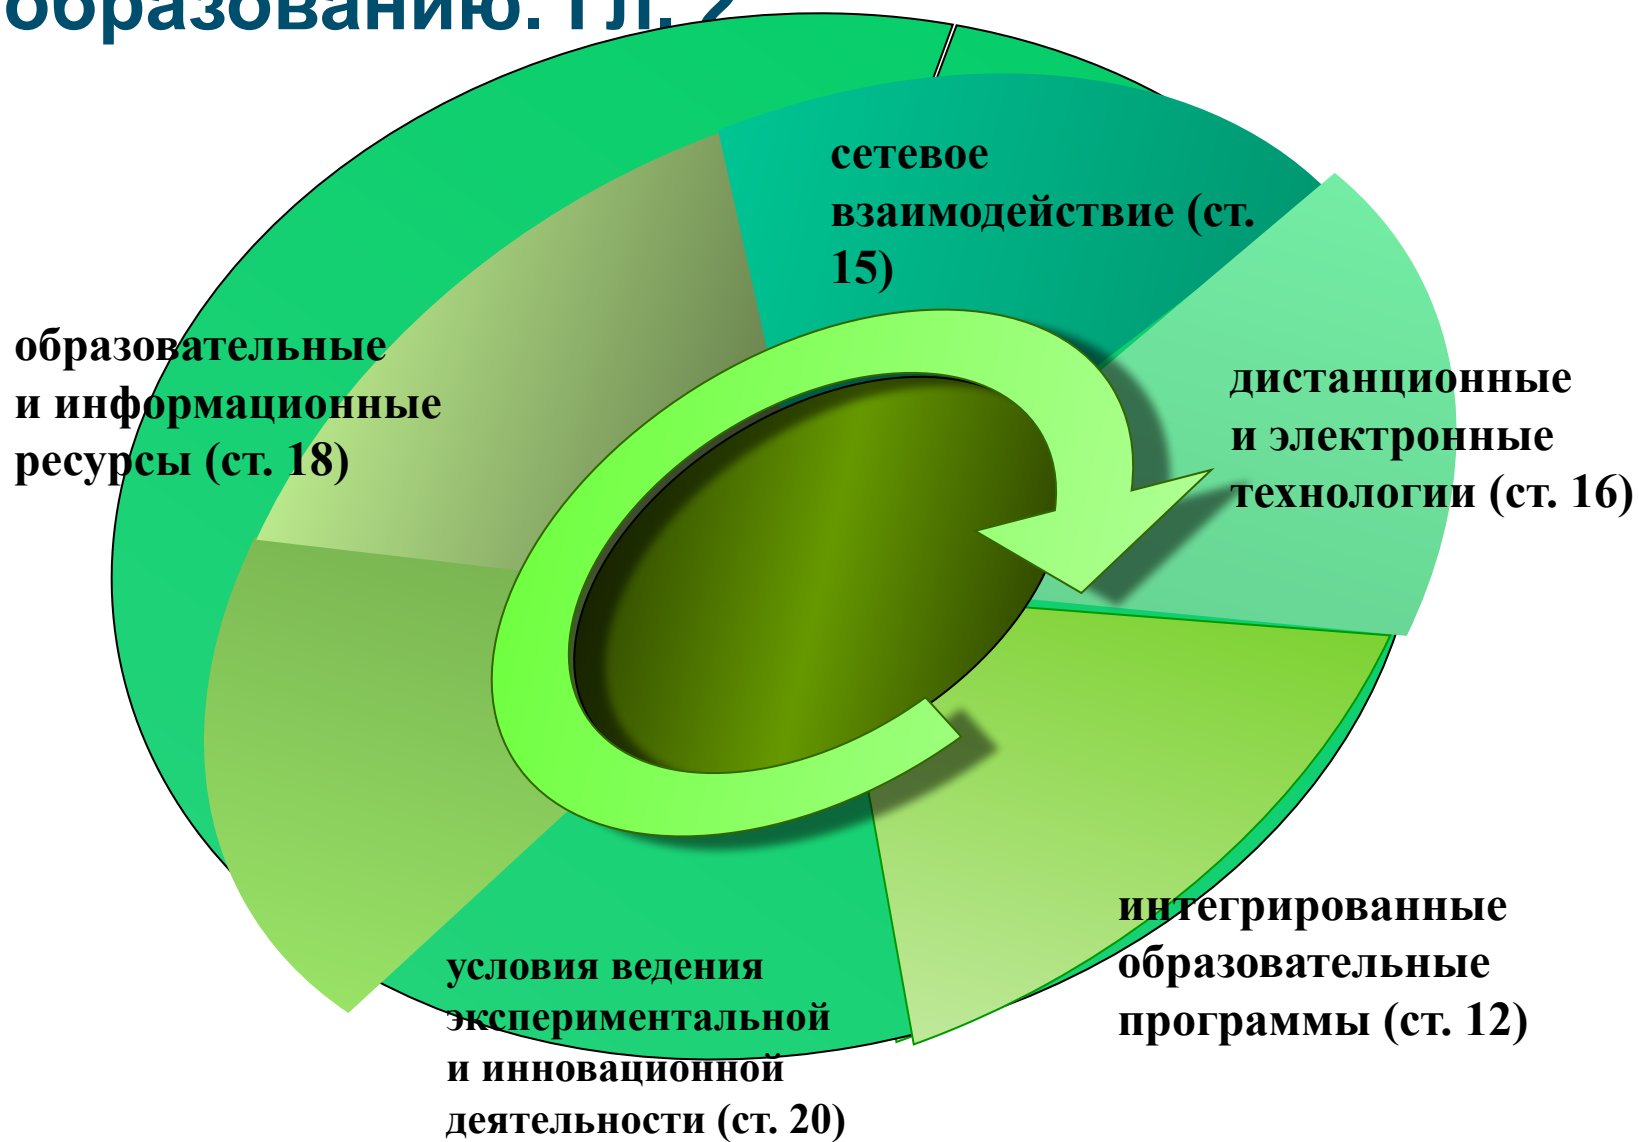 образованию. Гл. 2
сетевое
взаимодействие (ст.
15)
образовательные
и информационные
ресурсы (ст. 18)
дистанционные
и электронные
технологии (ст. 16)
интегрированные
образовательные
программы (ст. 12)
условия ведения
экспериментальной
и инновационной
деятельности (ст. 20)